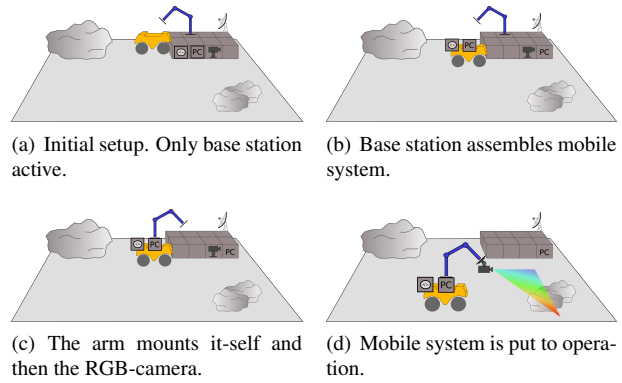 PC
PC
(a) Initial setup. Only base station
active.
PC
PC
(b) Base station assembles mobile
system.
PC
PC
(c) The arm mounts it-self and
then the RGB-camera.
PC
(d) Mobile system is put to opera-
tion.